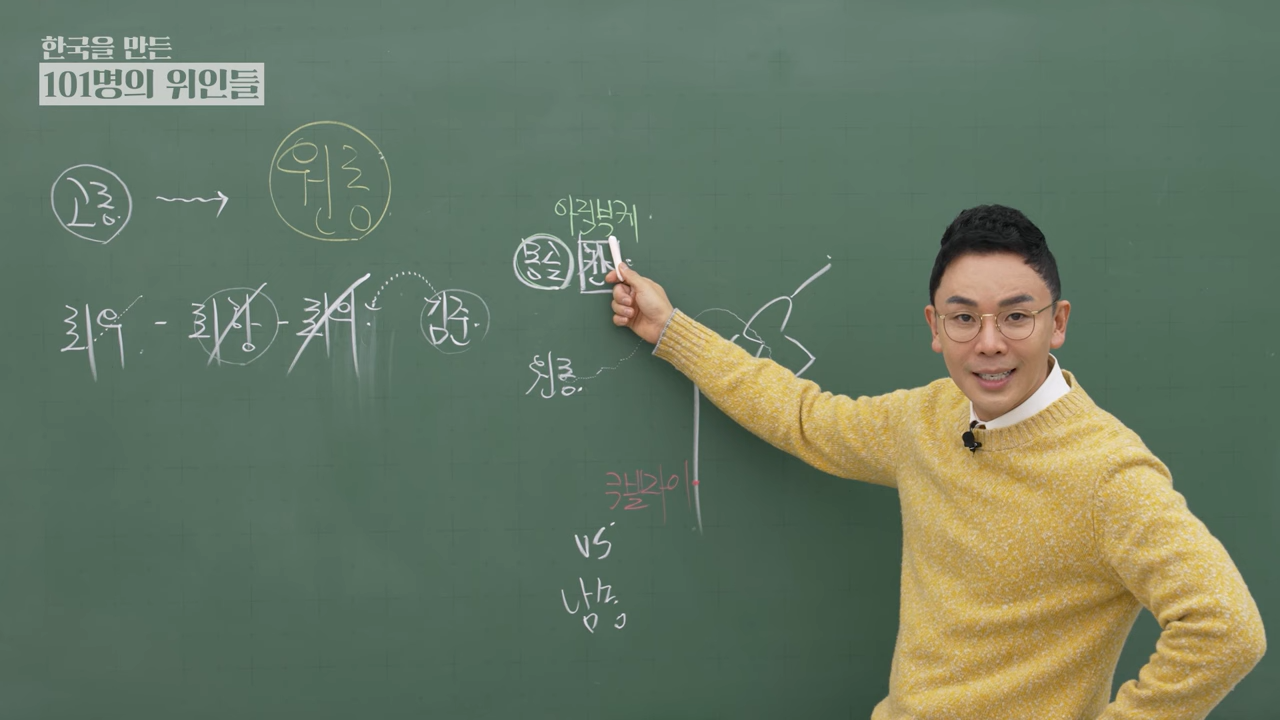 한국을 만든
101명의 위인들
고종 → 원종
아릭부케
몽골 칸
최우 - 최항 - 최의 김준
원종
쿠빌라이
vs
남송